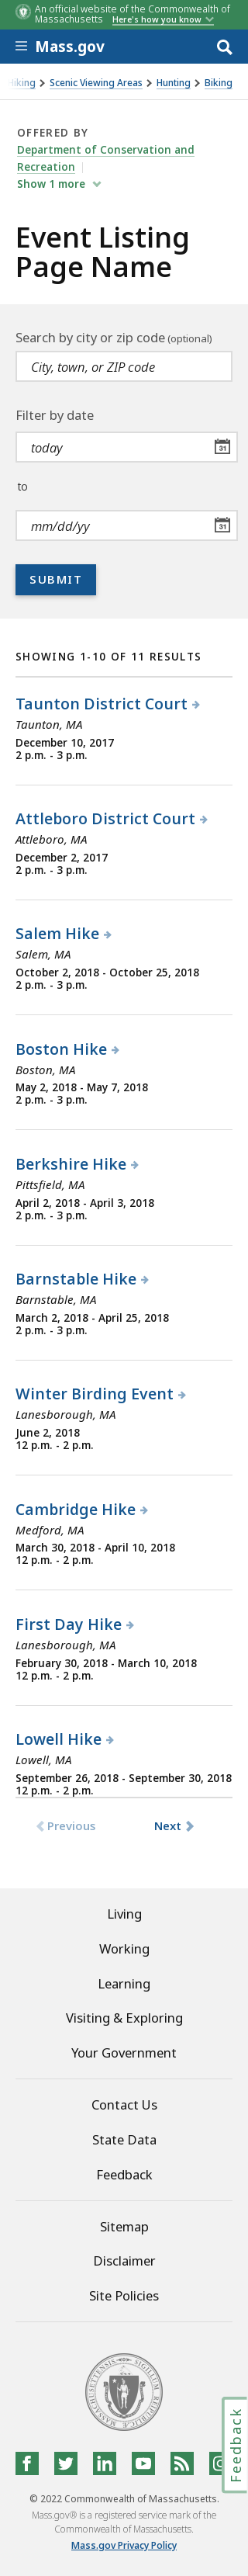 An official website of the Commonwealth of
Massachusetts Here's how you know
Mass.gov
Hiking Scenic Viewing Areas Hunting Biking
OFFERED BY
Department of Conservation and
Recreation
Show 1 more
Event Listing
Page Name
Search by city or zip code (optional)
City, town, or ZIP code
Filter by date
today
31
to
mm/dd/yy
31
SUBMIT
SHOWING 1-10 OF 11 RESULTS
Taunton District Court
Taunton, MA
December 10, 2017
2 p.m. - 3 p.m.
Attleboro District Court
Attleboro, MA
December 2, 2017
2 p.m. - 3 p.m.
Salem Hike
Salem, MA
October 2, 2018 - October 25, 2018
2 p.m. - 3 p.m.
Boston Hike
Boston, MA
May 2, 2018 - May 7, 2018
2 p.m. - 3 p.m.
Berkshire Hike
Pittsfield, MA
April 2, 2018 - April 3, 2018
2 p.m. - 3 p.m.
Barnstable Hike
Barnstable, MA
March 2, 2018 - April 25, 2018
2 p.m. - 3 p.m.
Winter Birding Event
Lanesborough, MA
June 2, 2018
12 p.m. - 2 p.m.
Cambridge Hike
Medford, MA
March 30, 2018 - April 10, 2018
12 p.m. - 2 p.m.
First Day Hike
Lanesborough, MA
February 30, 2018 - March 10, 2018
12 p.m. - 2 p.m.
Lowell Hike
Lowell, MA
September 26, 2018 - September 30, 2018
12 p.m. - 2 p.m.
Previous Next
Living
Working
Learning
Visiting & Exploring
Your Government
Contact Us
State Data
Feedback
Sitemap
Disclaimer
Site Policies
Feedback
© 2022 Commonwealth of Massachusetts.
Mass.gov® is a registered service mark of the
Commonwealth of Massachusetts.
Mass.gov Privacy Policy